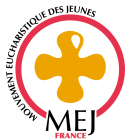 MOUVEMENT EUCHARISTIQUE DES JEUNES
MEJ
FRANCE